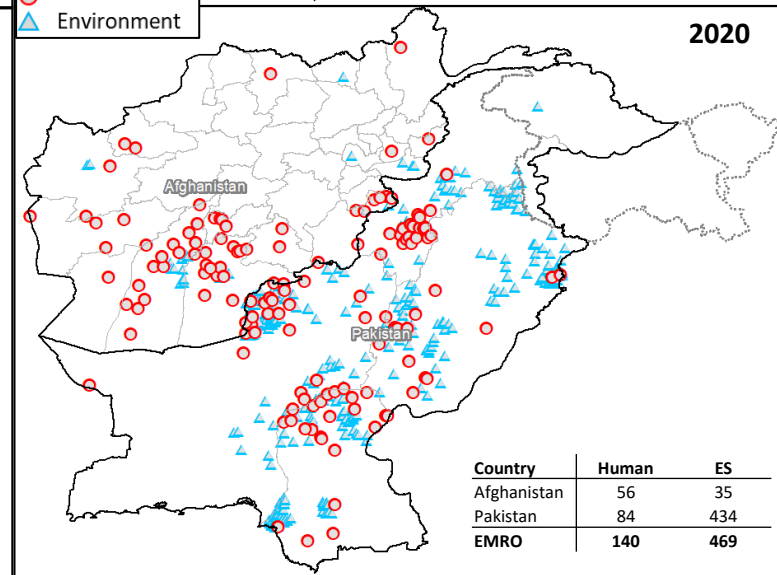 Environment
2020
Afghanistan
Pakistan
Country Human ES
Afghanistan 56 35
Pakistan 84 434
EMRO 140 469